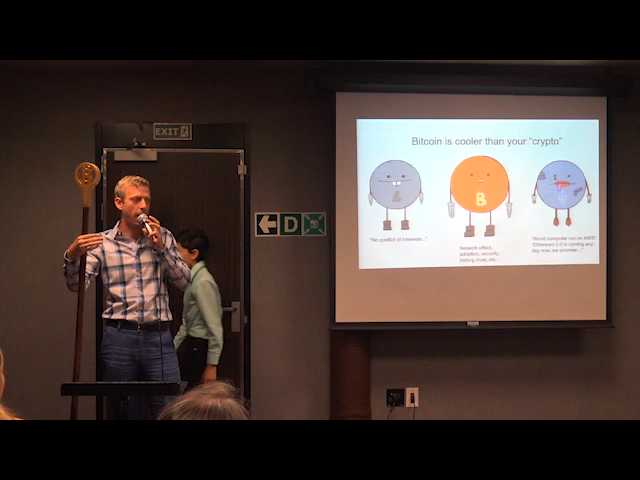 EXIT
D
Bitcoin is cooler than your "crypto"
B
"No conflict of interests..."
Network effect,
adoption, security,
history, trust, etc.
"World computer run on AWS"
"Ethereum 2.0 is coming any
day now, we promise..."